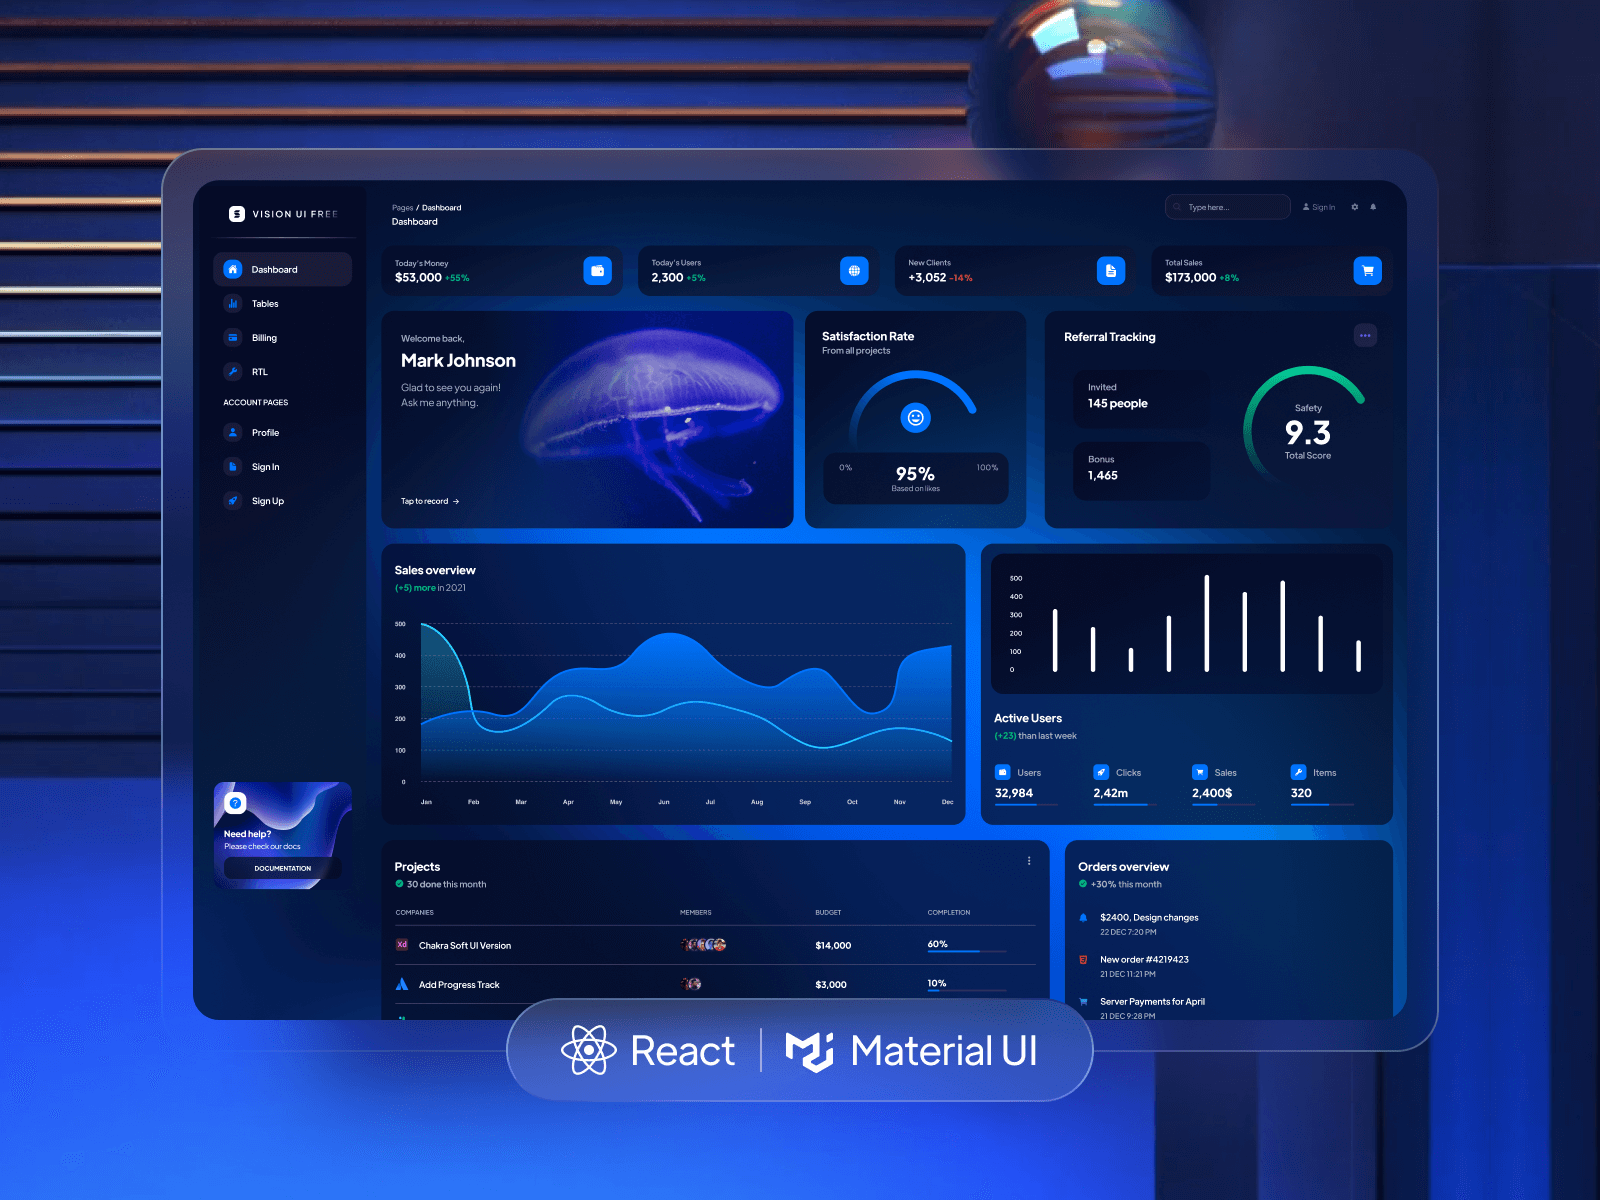 VISION UI FREE
Dashboard
Tables
Billing
RTL
ACCOUNT PAGES
Profile
Sign In
Sign Up
?
Need help?
Please check our docs
DOCUMENTATION
Pages / Dashboard
Dashboard
Type here...
Sign In
Today's Money
$53,000 +55%
Today's Users
2,300 +5%
New Clients
+3,052 -14%
Total Sales
$173,000 +8%
Welcome back,
Mark Johnson
Glad to see you again!
Ask me anything.
Tap to record →
Satisfaction Rate
From all projects
0%
95%
100%
Based on likes
Referral Tracking
Invited
145 people
Bonus
1,465
Safety
9.3
Total Score
Sales overview
(+5) more in 2021
500
400
300
200
100
0
Jan Feb Mar Apr May Jun Jul Aug Sep Oct Nov Dec
500
400
300
200
100
0
Active Users
(+23) than last week
Users
32,984
Clicks
2,42m
Sales
2,400$
Items
320
Projects
30 done this month
COMPANIES MEMBERS BUDGET COMPLETION
Xd Chakra Soft UI Version $14,000 60%
Add Progress Track $3,000 10%
Orders overview
+30% this month
$2400, Design changes
22 DEC 7:20 PM
New order #4219423
21 DEC 11:21 PM
Server Payments for April
21 DEC 9:28 PM
React
Material UI